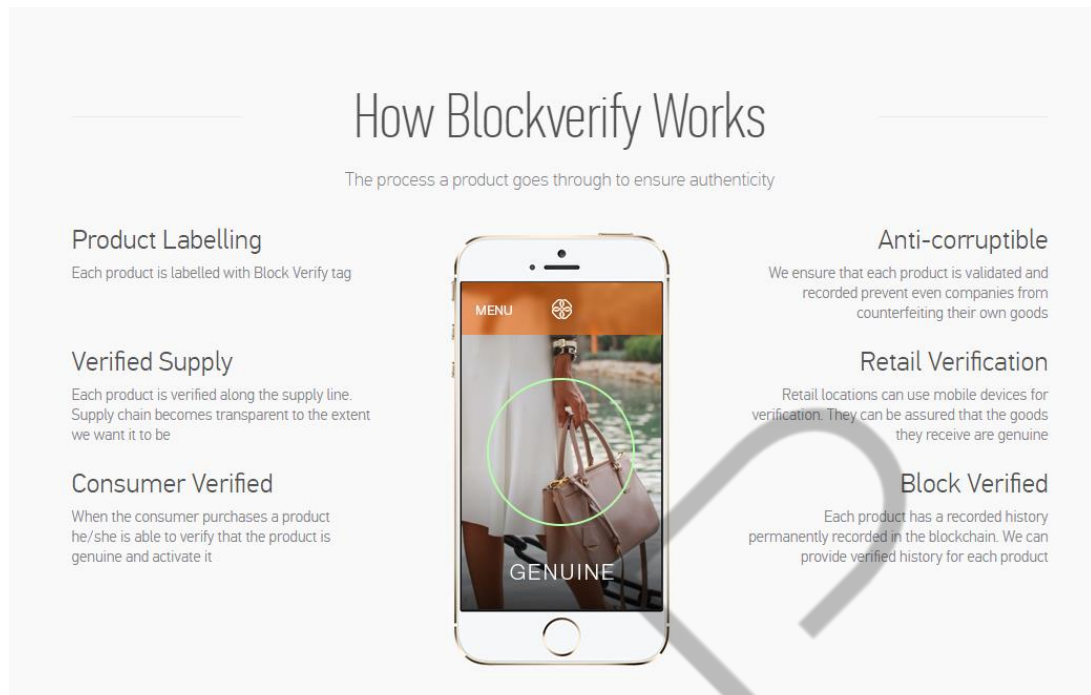 How Blockverify Works
The process a product goes through to ensure authenticity
Product Labelling
Each product is labelled with Block Verify tag
Verified Supply
Each product is verified along the supply line.
Supply chain becomes transparent to the extent
we want it to be
Consumer Verified
When the consumer purchases a product
he/she is able to verify that the product is
genuine and activate it
MENU
GENUINE
Anti-corruptible
We ensure that each product is validated and
recorded prevent even companies from
counterfeiting their own goods
Retail Verification
Retail locations can use mobile devices for
verification. They can be assured that the goods
they receive are genuine
Block Verified
Each product has a recorded history
permanently recorded in the blockchain. We can
provide verified history for each product